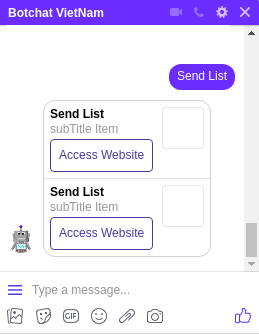 Botchat VietNam
Send List
Send List
subTitle Item
Access Website
Send List
subTitle Item
Access Website
Type a message...
GIF